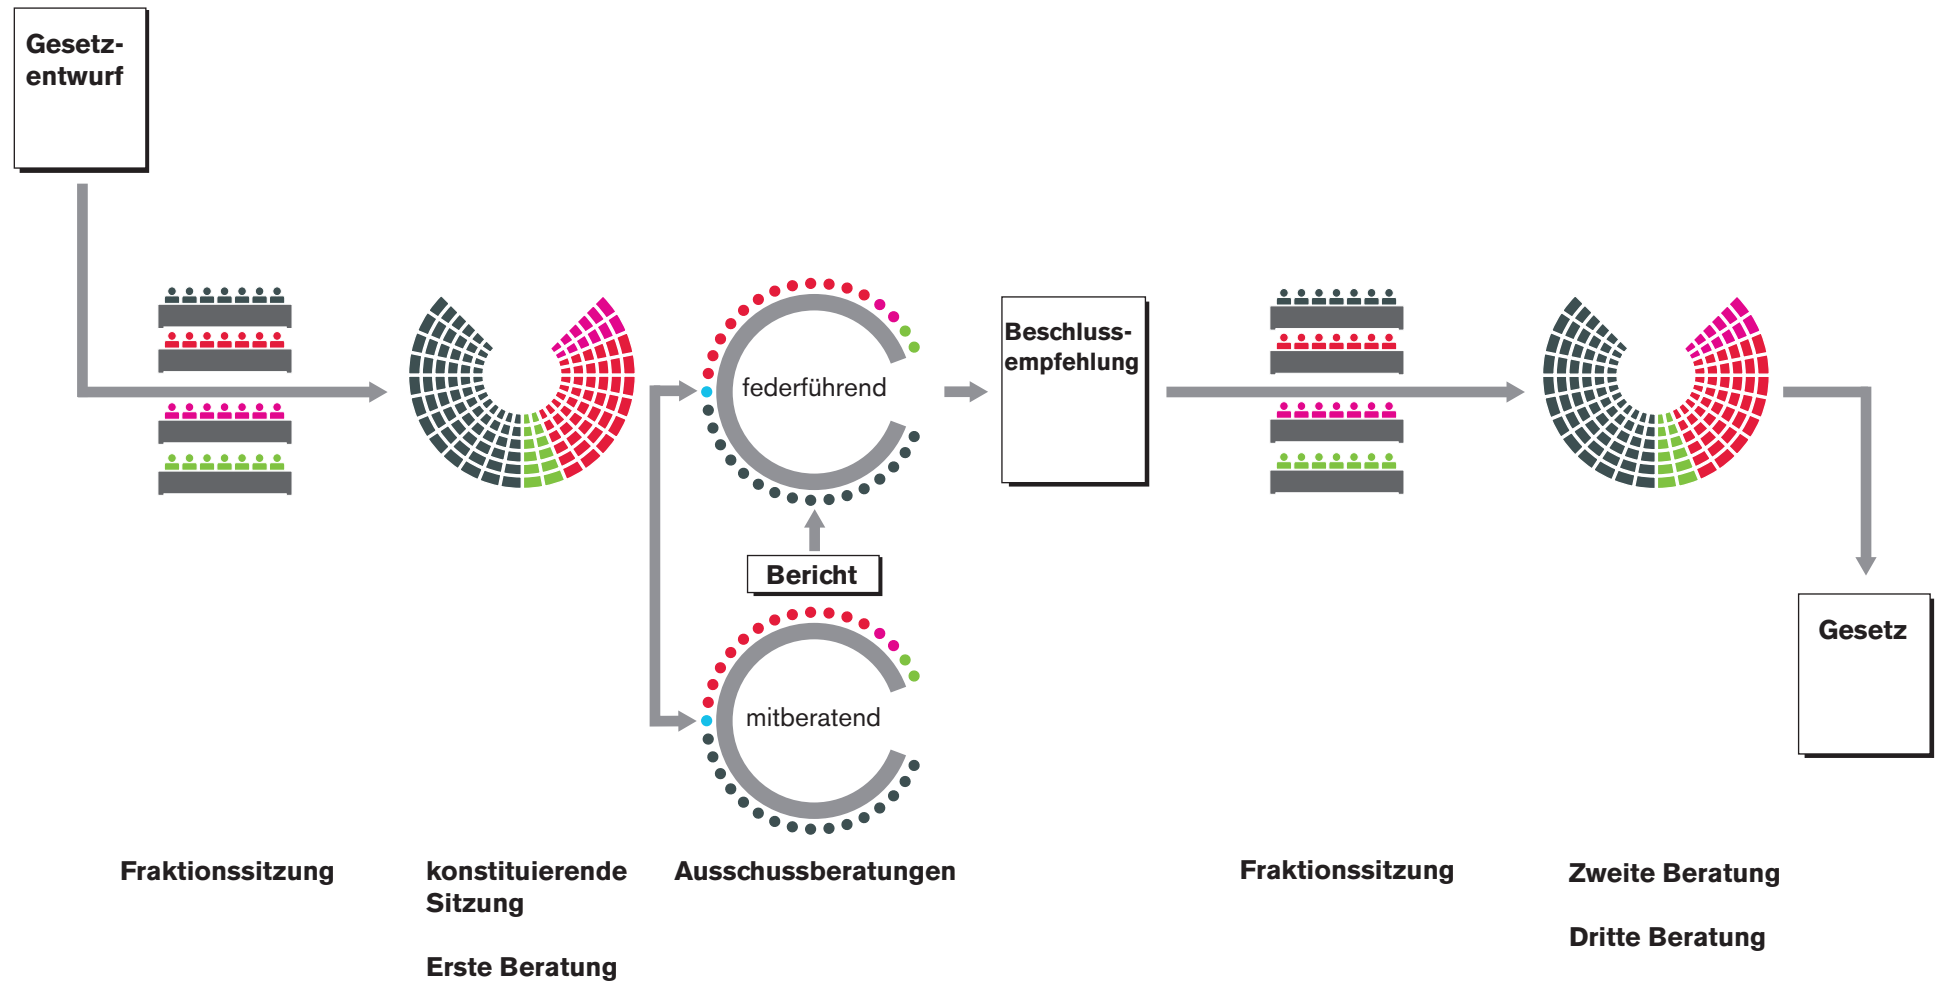 Gesetz-
entwurf
federführend
Beschluss-
empfehlung
Bericht
mitberatend
Gesetz
Fraktionssitzung
konstituierende
Sitzung
Erste Beratung
Ausschussberatungen
Fraktionssitzung
Zweite Beratung
Dritte Beratung